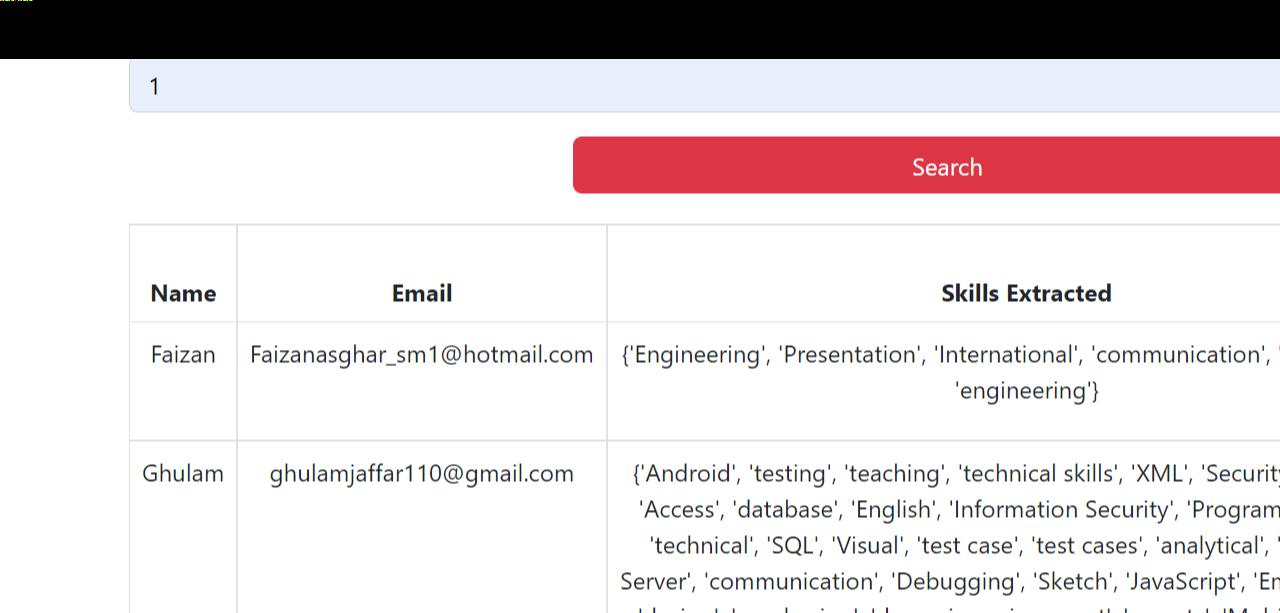 1
Search
Name Email Skills Extracted
Faizan Faizanasghar_sm1@hotmail.com {'Engineering', 'Presentation', 'International', 'communication', '
'engineering'}
Ghulam ghulamjaffar110@gmail.com {'Android', 'testing', 'teaching', 'technical skills', 'XML', 'Security
'Access', 'database', 'English', 'Information Security', 'Program
'technical', 'SQL', 'Visual', 'test case', 'test cases', 'analytical', '
Server', 'communication', 'Debugging', 'Sketch', 'JavaScript', 'En